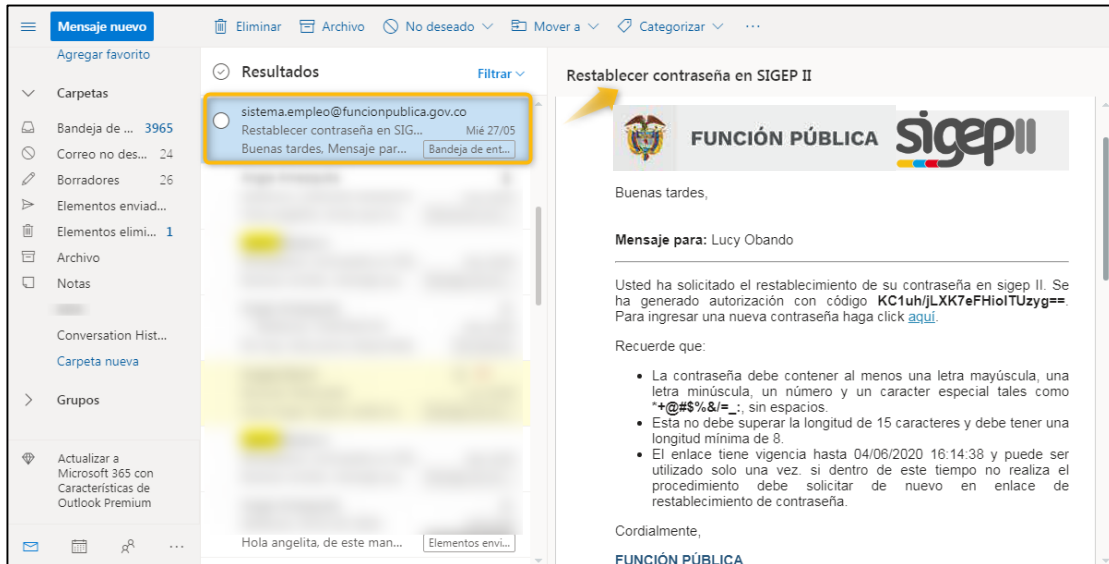 Mensaje nuevo
Eliminar Archivo No deseado Mover a Categorizar ...
Agregar favorito
Carpetas
Bandeja de ... 3965
Correo no des... 24
Borradores 26
Elementos enviad...
Elementos elimi... 1
Archivo
Notas
Conversation Hist...
Carpeta nueva
Grupos
Actualizar a
Microsoft 365 con
Características de
Outlook Premium
...
Resultados Filtrar
sistema.empleo@funcionpublica.gov.co
Restablecer contraseña en SIG... Mié 27/05
Buenas tardes, Mensaje par... Bandeja de ent...
Hola angelita, de este man... Elementos envi...
Restablecer contraseña en SIGEP II
FUNCIÓN PÚBLICA sigepII
Buenas tardes,
Mensaje para: Lucy Obando
Usted ha solicitado el restablecimiento de su contraseña en sigep II. Se
ha generado autorización con código KC1uh/jLXK7eFHioITUzyg==.
Para ingresar una nueva contraseña haga click aquí.
Recuerde que:
• La contraseña debe contener al menos una letra mayúscula, una
letra minúscula, un número y un caracter especial tales como
*+@#$%&/=_:, sin espacios.
• Esta no debe superar la longitud de 15 caracteres y debe tener una
longitud mínima de 8.
• El enlace tiene vigencia hasta 04/06/2020 16:14:38 y puede ser
utilizado solo una vez. si dentro de este tiempo no realiza el
procedimiento debe solicitar de nuevo en enlace de
restablecimiento de contraseña.
Cordialmente,
FUNCIÓN PÚBLICA